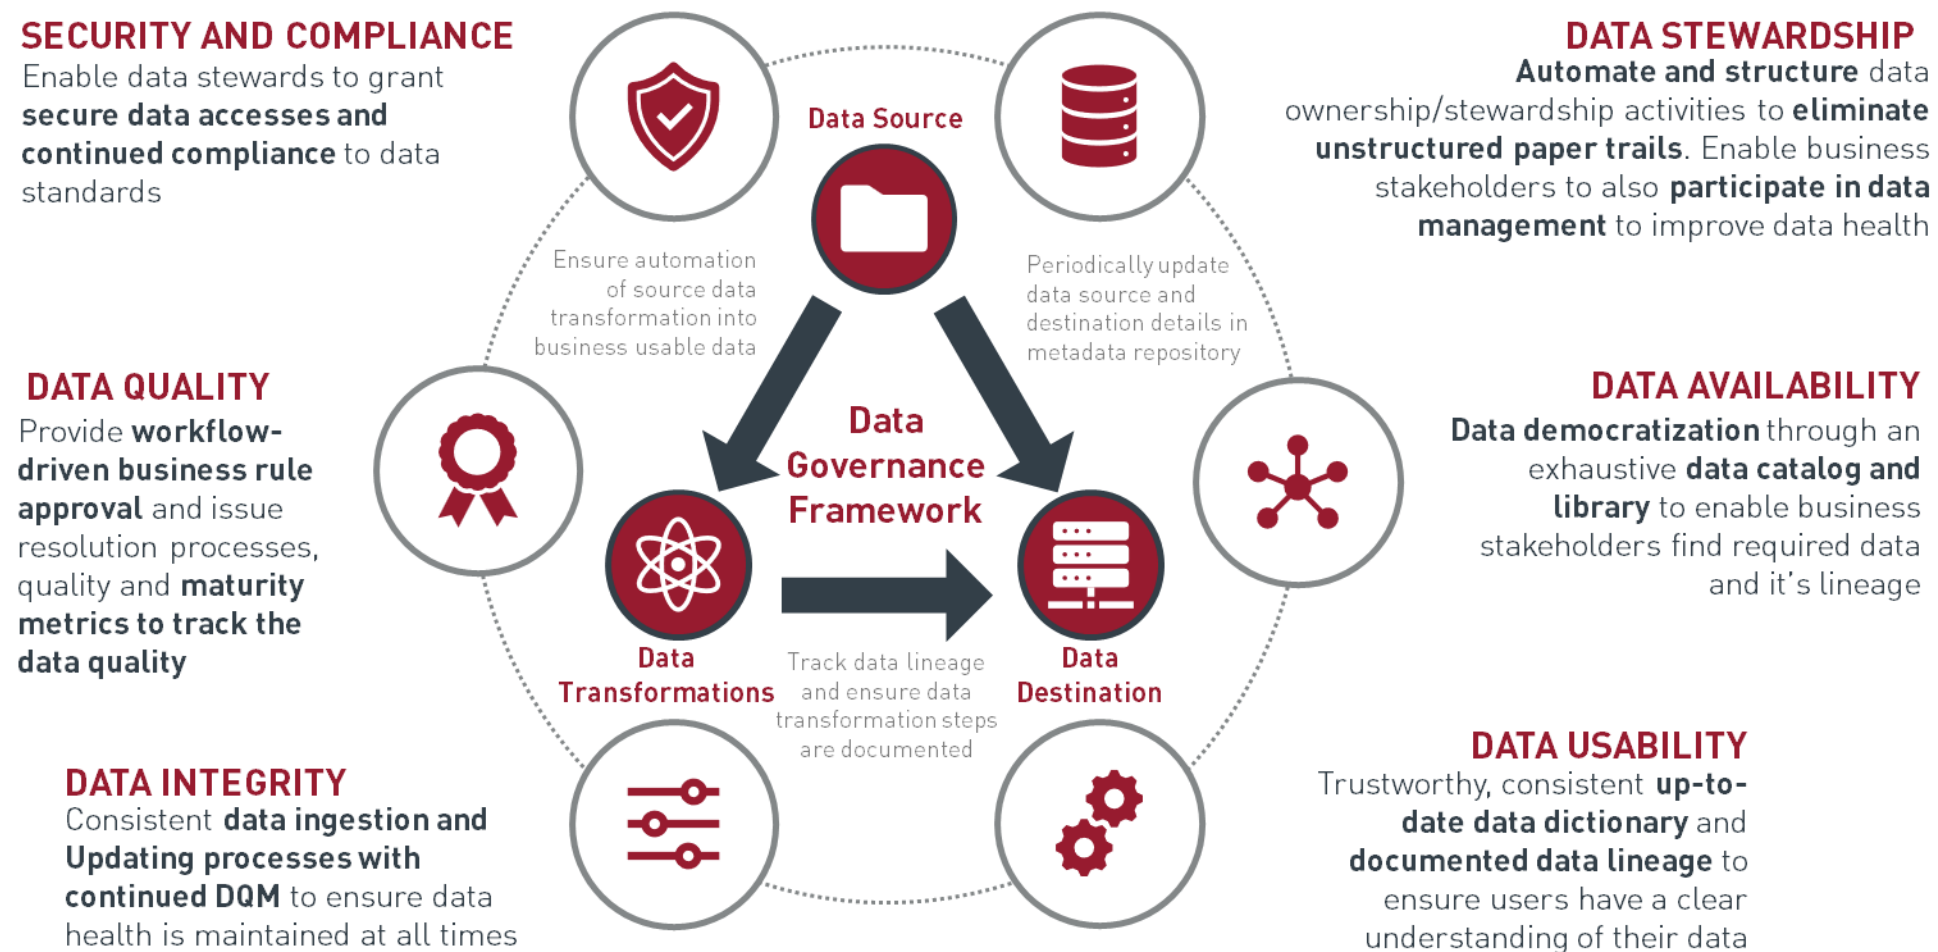 SECURITY AND COMPLIANCE
Enable data stewards to grant
secure data accesses and
continued compliance to data
standards
DATA STEWARDSHIP
Automate and structure data
ownership/stewardship activities to eliminate
unstructured paper trails. Enable business
stakeholders to also participate in data
management to improve data health
Data Source
Ensure automation
of source data
transformation into
business usable data
Periodically update
data source and
destination details in
metadata repository
DATA QUALITY
Provide workflow-
driven business rule
approval and issue
resolution processes,
quality and maturity
metrics to track the
data quality
Data
Governance
Framework
DATA AVAILABILITY
Data democratization through an
exhaustive data catalog and
library to enable business
stakeholders find required data
and it's lineage
Data
Transformations
Track data lineage
and ensure data
transformation steps
are documented
Data
Destination
DATA INTEGRITY
Consistent data ingestion and
Updating processes with
continued DQM to ensure data
health is maintained at all times
DATA USABILITY
Trustworthy, consistent up-to-
date data dictionary and
documented data lineage to
ensure users have a clear
understanding of their data